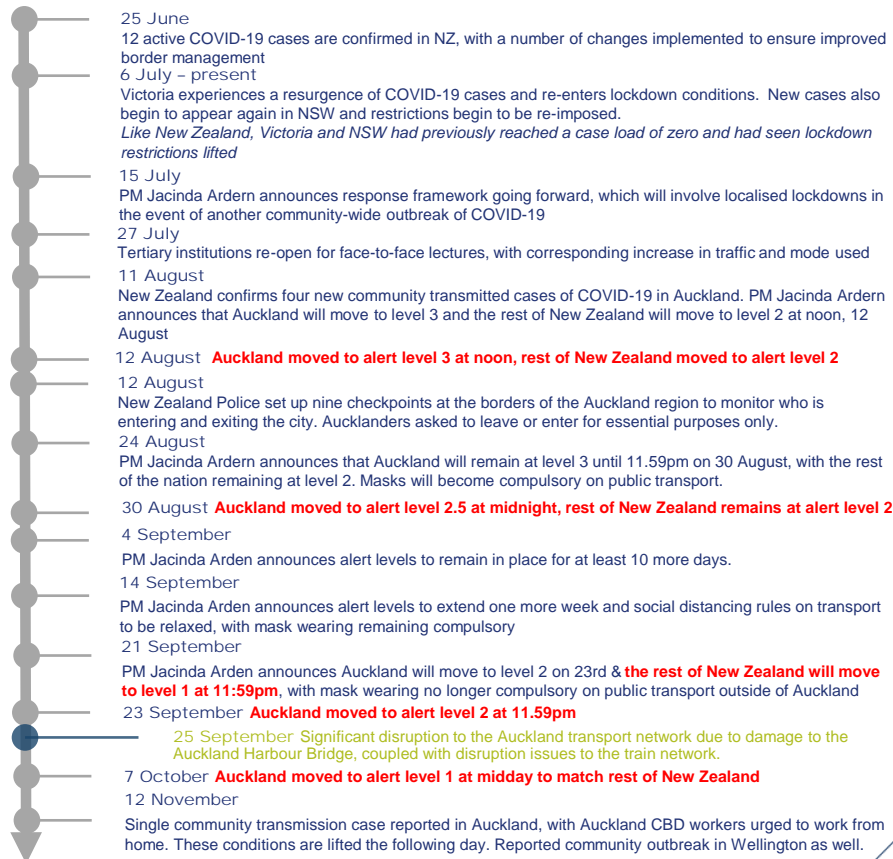 25 June
12 active COVID-19 cases are confirmed in NZ, with a number of changes implemented to ensure improved
border management
6 July – present
Victoria experiences a resurgence of COVID-19 cases and re-enters lockdown conditions. New cases also
begin to appear again in NSW and restrictions begin to be re-imposed.
Like New Zealand, Victoria and NSW had previously reached a case load of zero and had seen lockdown
restrictions lifted
15 July
PM Jacinda Ardern announces response framework going forward, which will involve localised lockdowns in
the event of another community-wide outbreak of COVID-19
27 July
Tertiary institutions re-open for face-to-face lectures, with corresponding increase in traffic and mode used
11 August
New Zealand confirms four new community transmitted cases of COVID-19 in Auckland. PM Jacinda Ardern
announces that Auckland will move to level 3 and the rest of New Zealand will move to level 2 at noon, 12
August
12 August Auckland moved to alert level 3 at noon, rest of New Zealand moved to alert level 2
12 August
New Zealand Police set up nine checkpoints at the borders of the Auckland region to monitor who is
entering and exiting the city. Aucklanders asked to leave or enter for essential purposes only.
24 August
PM Jacinda Ardern announces that Auckland will remain at level 3 until 11.59pm on 30 August, with the rest
of the nation remaining at level 2. Masks will become compulsory on public transport.
30 August Auckland moved to alert level 2.5 at midnight, rest of New Zealand remains at alert level 2
4 September
PM Jacinda Arden announces alert levels to remain in place for at least 10 more days.
14 September
PM Jacinda Arden announces alert levels to extend one more week and social distancing rules on transport
to be relaxed, with mask wearing remaining compulsory
21 September
PM Jacinda Arden announces Auckland will move to level 2 on 23rd & the rest of New Zealand will move
to level 1 at 11:59pm, with mask wearing no longer compulsory on public transport outside of Auckland
23 September Auckland moved to alert level 2 at 11.59pm
25 September Significant disruption to the Auckland transport network due to damage to the
Auckland Harbour Bridge, coupled with disruption issues to the train network.
7 October Auckland moved to alert level 1 at midday to match rest of New Zealand
12 November
Single community transmission case reported in Auckland, with Auckland CBD workers urged to work from
home. These conditions are lifted the following day. Reported community outbreak in Wellington as well.